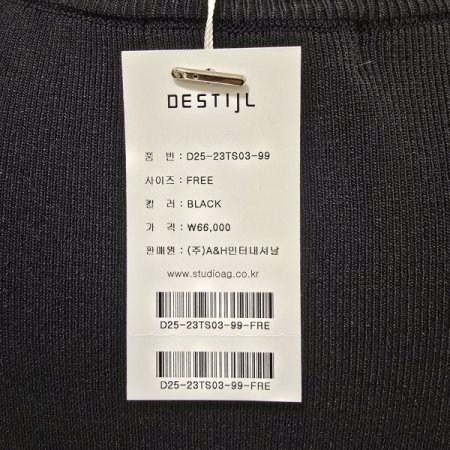 DESTIJL
품 번 : D25-23TS03-99
사이즈 : FREE
컬 러 : BLACK
가 격 : ₩66,000
판매원 : (주)A&H인터내셔날
www.studioag.co.kr
D25-23TS03-99-FRE
D25-23TS03-99-FRE